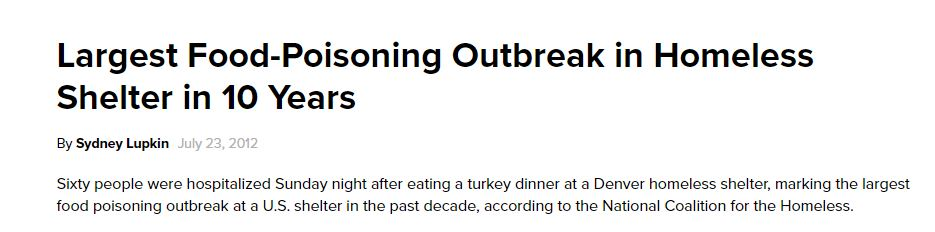 Largest Food-Poisoning Outbreak in Homeless
Shelter in 10 Years
By Sydney Lupkin July 23, 2012
Sixty people were hospitalized Sunday night after eating a turkey dinner at a Denver homeless shelter, marking the largest
food poisoning outbreak at a U.S. shelter in the past decade, according to the National Coalition for the Homeless.